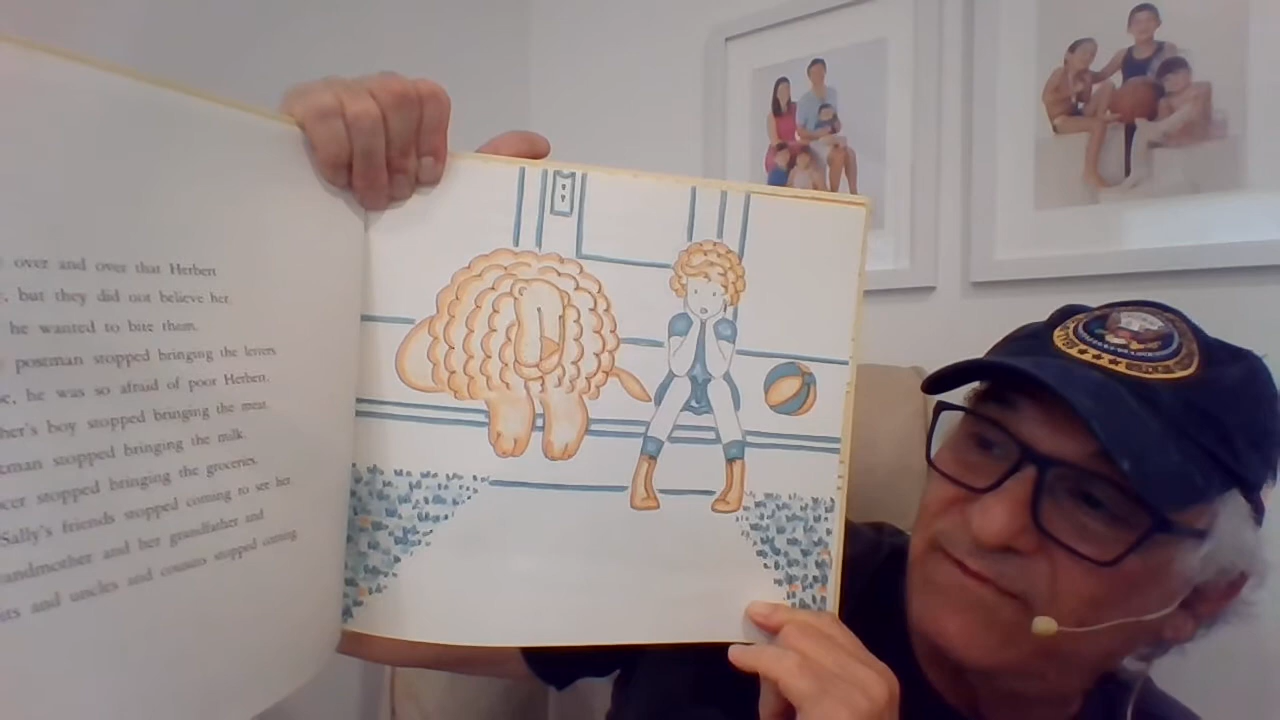 over and over that Herbert
, but they did not believe her.
he wanted to bite them.
postman stopped bringing the letters
, he was so afraid of poor Herbert.
her's boy stopped bringing the meat.
man stopped bringing the milk.
cer stopped bringing the groceries.
Sally's friends stopped coming to see her.
andmother and her grandfather and
ts and uncles and cousins stopped coming